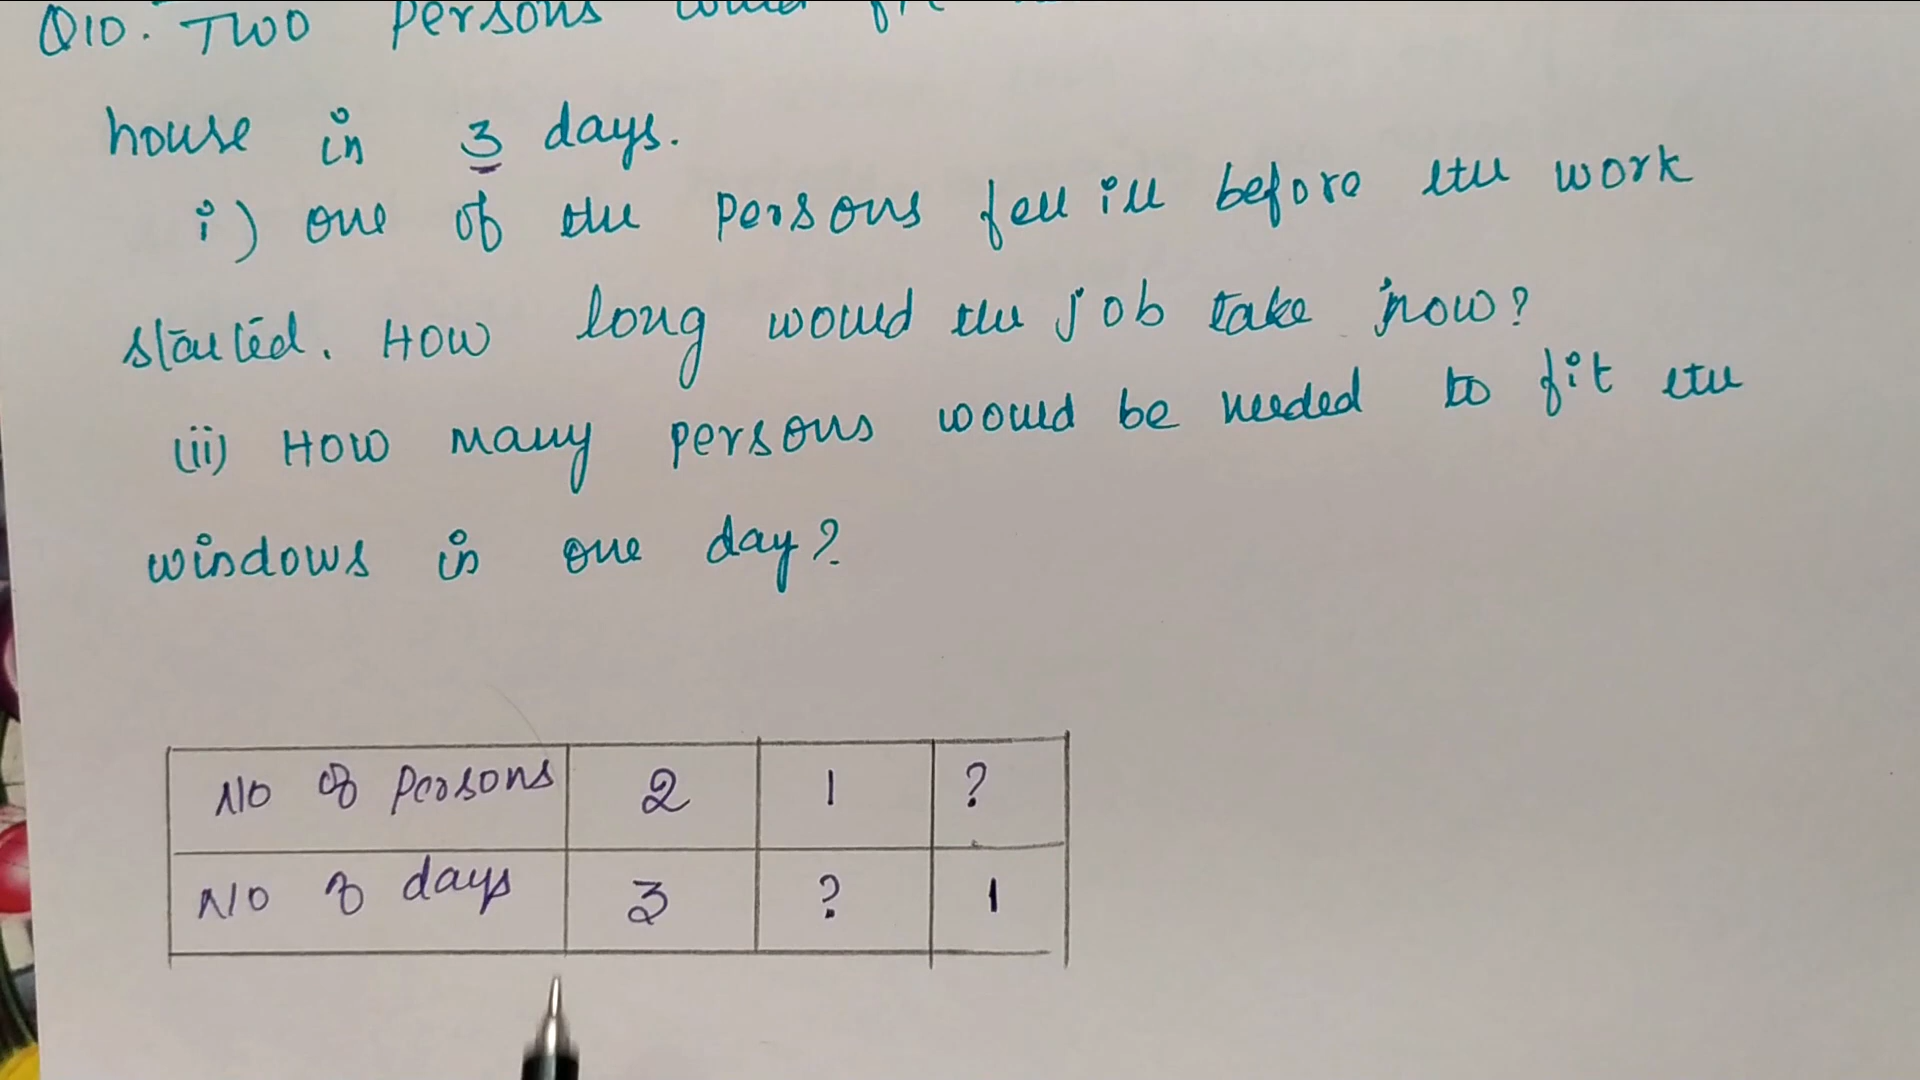 Q10. Two persons could fit
house in 3 days.
i) one of the persons fell ill before the work
started. How long would the job take now?
(ii) How many persons would be needed to fit the
windows in one day?
No of persons 2 1 ?
No of days 3 ? 1